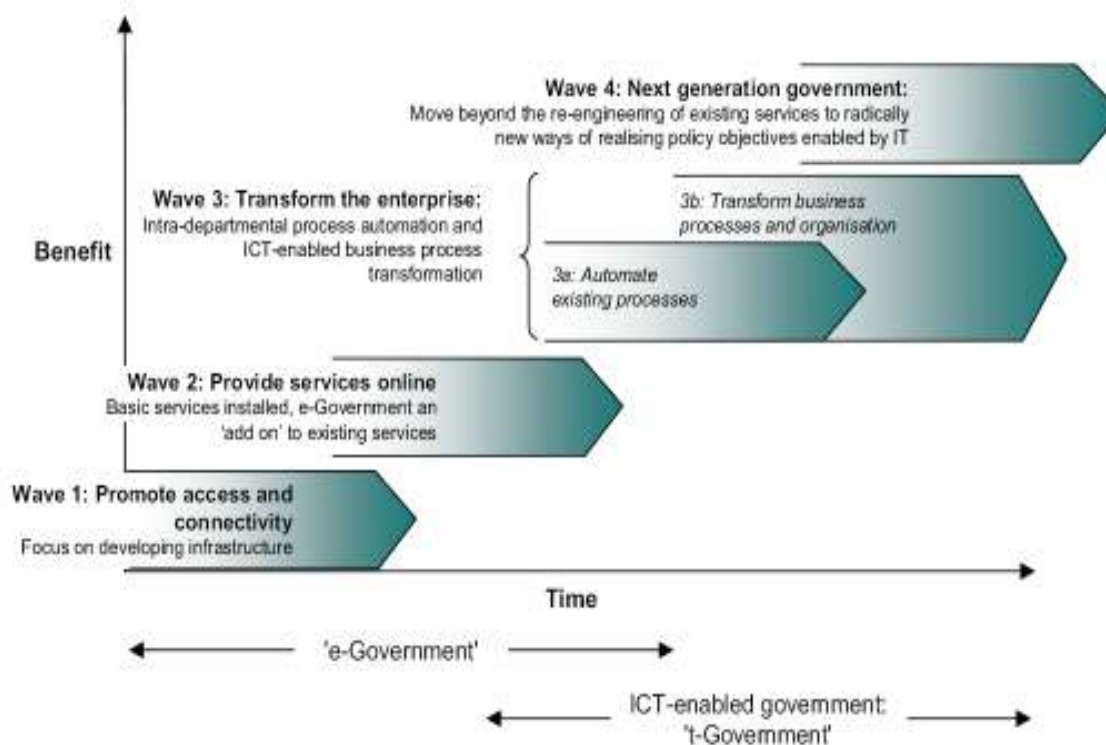 Wave 4: Next generation government:
Move beyond the re-engineering of existing services to radically
new ways of realising policy objectives enabled by IT
Wave 3: Transform the enterprise:
Intra-departmental process automation and
ICT-enabled business process
transformation
3b: Transform business
processes and organisation
3a: Automate
existing processes
Benefit
Wave 2: Provide services online
Basic services installed, e-Government an
'add on' to existing services
Wave 1: Promote access and
connectivity
Focus on developing infrastructure
Time
'e-Government'
ICT-enabled government:
't-Government'